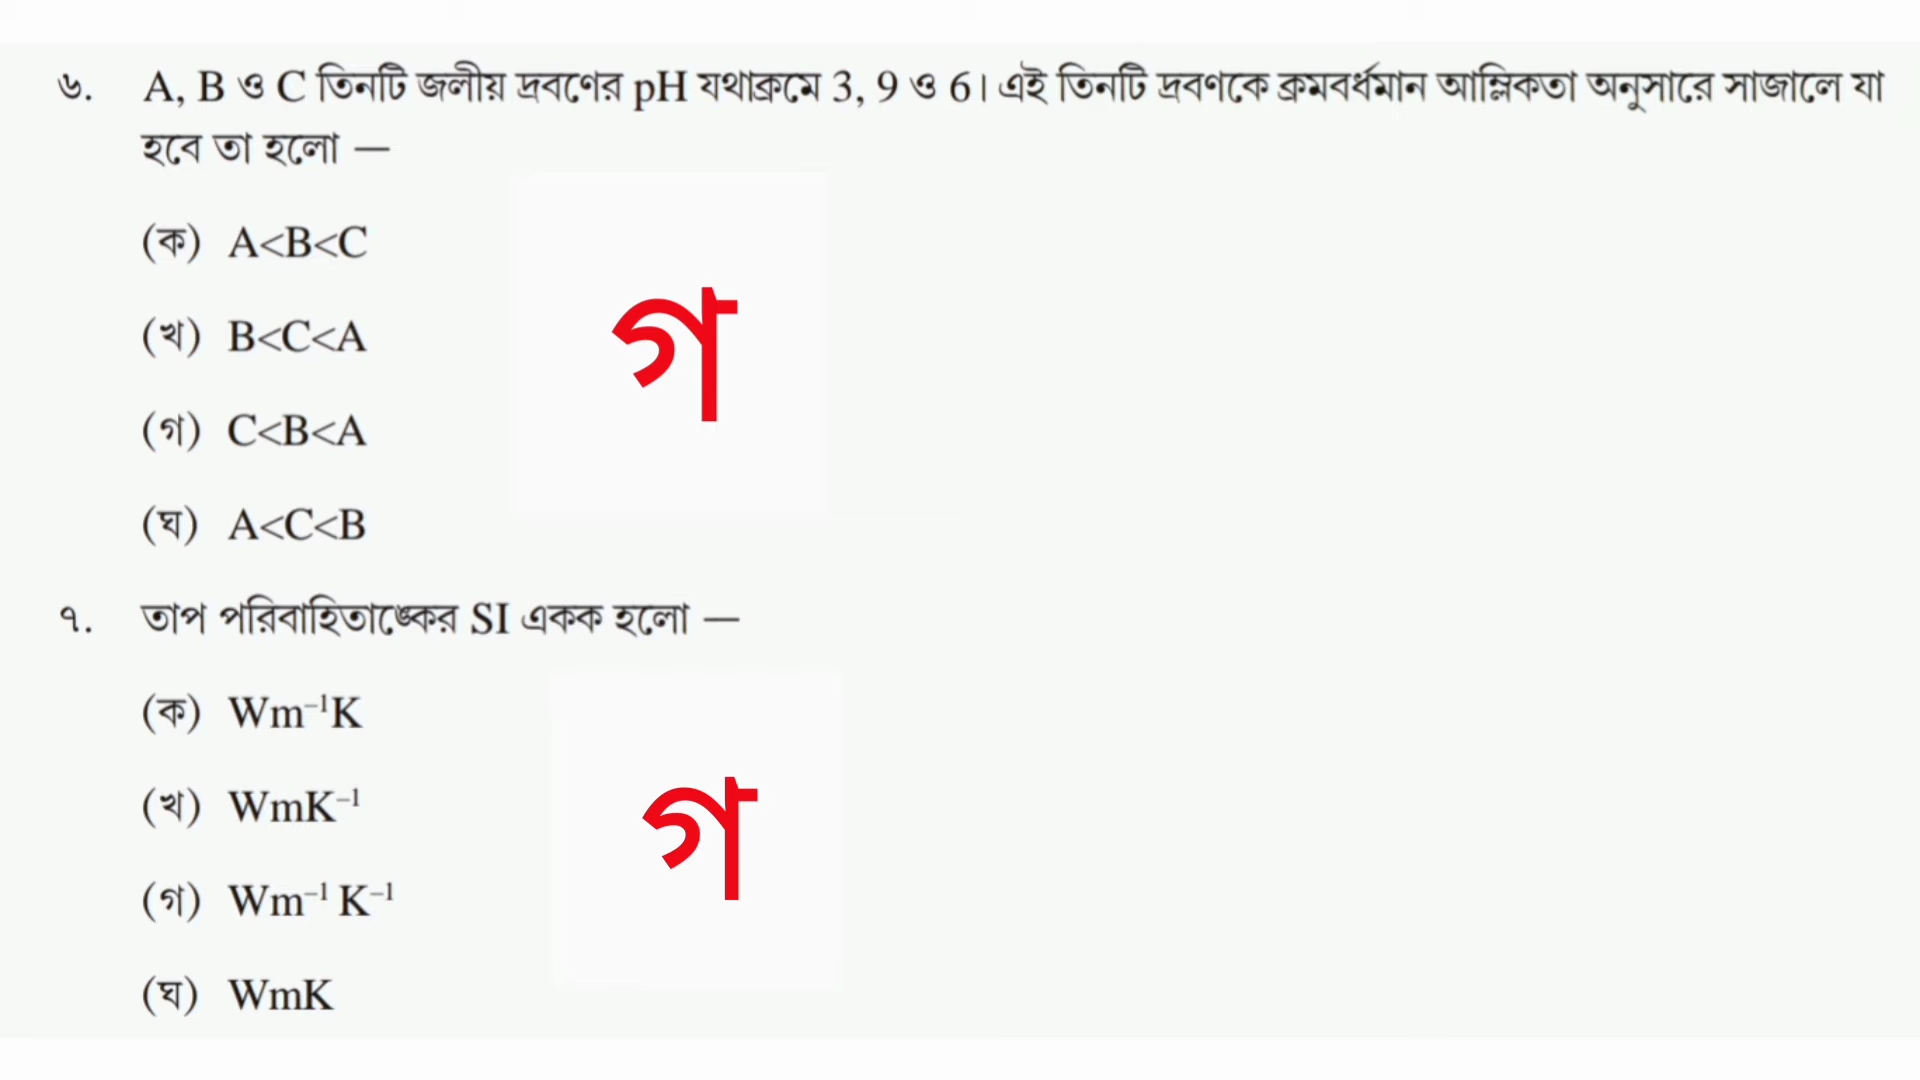 ৬. A, B ও C তিনটি জলীয় দ্রবণের pH যথাক্রমে 3, 9 ও 6। এই তিনটি দ্রবণকে ক্রমবর্ধমান আম্লিকতা অনুসারে সাজালে যা
হবে তা হলো —
(ক) A<B<C
(খ) B<C<A
(গ) C<B<A
(ঘ) A<C<B
গ
৭. তাপ পরিবাহিতাঙ্কের SI একক হলো —
(ক) Wm⁻¹K
(খ) WmK⁻¹
(গ) Wm⁻¹ K⁻¹
(ঘ) WmK
গ